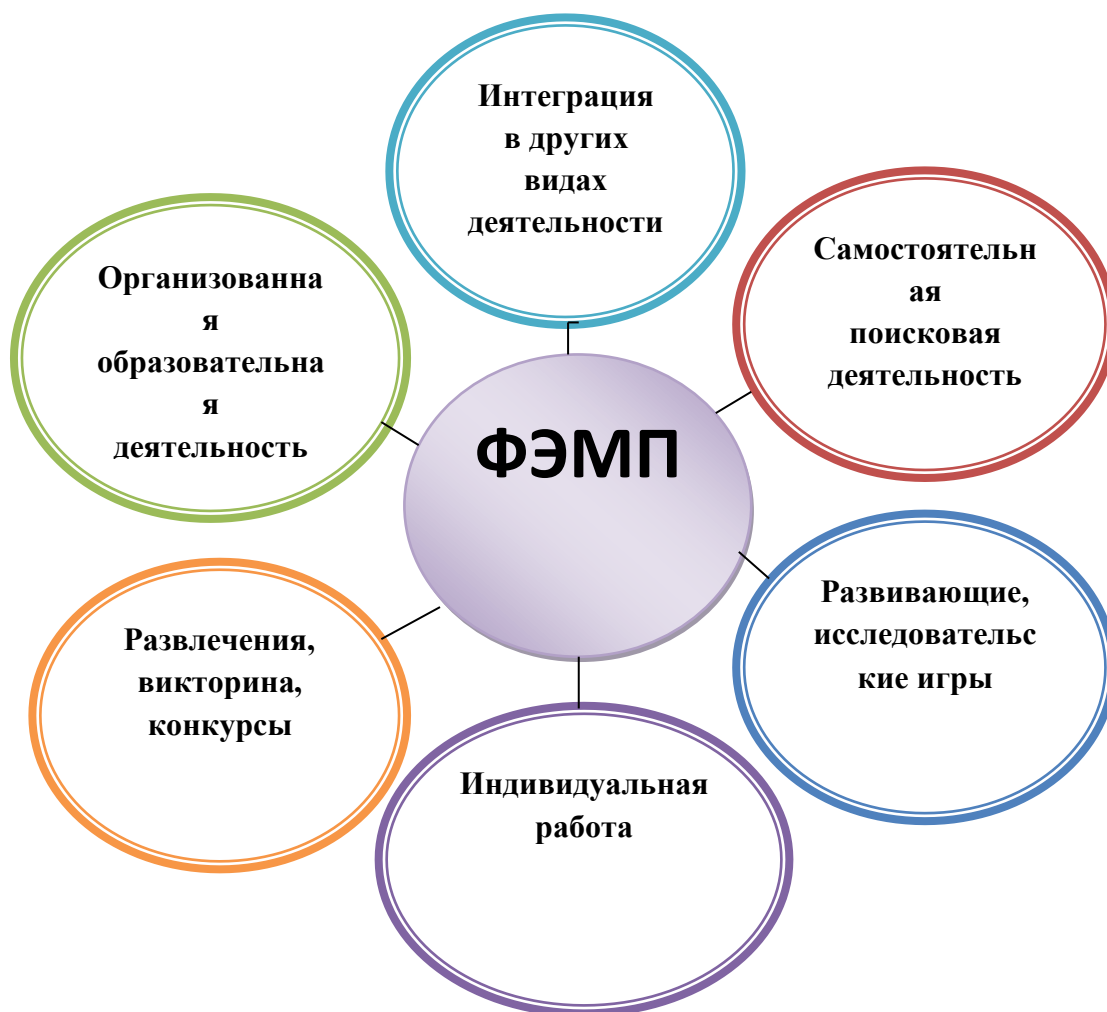 Интеграция
в других
видах
деятельности
Самостоятельн
ая
поисковая
деятельность
Организованна
я
образовательна
я
деятельность
ФЭМП
Развивающие,
исследовательс
кие игры
Развлечения,
викторина,
конкурсы
Индивидуальная
работа